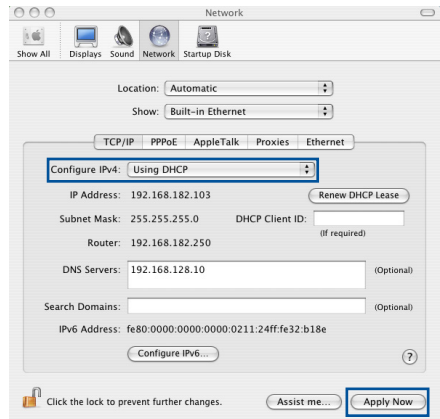 Network
Show All Displays Sound Network Startup Disk
Location: Automatic
Show: Built-in Ethernet
TCP/IP PPPoE AppleTalk Proxies Ethernet
Configure IPv4: Using DHCP
IP Address: 192.168.182.103 Renew DHCP Lease
Subnet Mask: 255.255.255.0 DHCP Client ID:
(If required)
Router: 192.168.182.250
DNS Servers: 192.168.128.10 (Optional)
Search Domains: (Optional)
IPv6 Address: fe80:0000:0000:0000:0211:24ff:fe32:b18e
Configure IPv6... ?
Click the lock to prevent further changes. Assist me... Apply Now